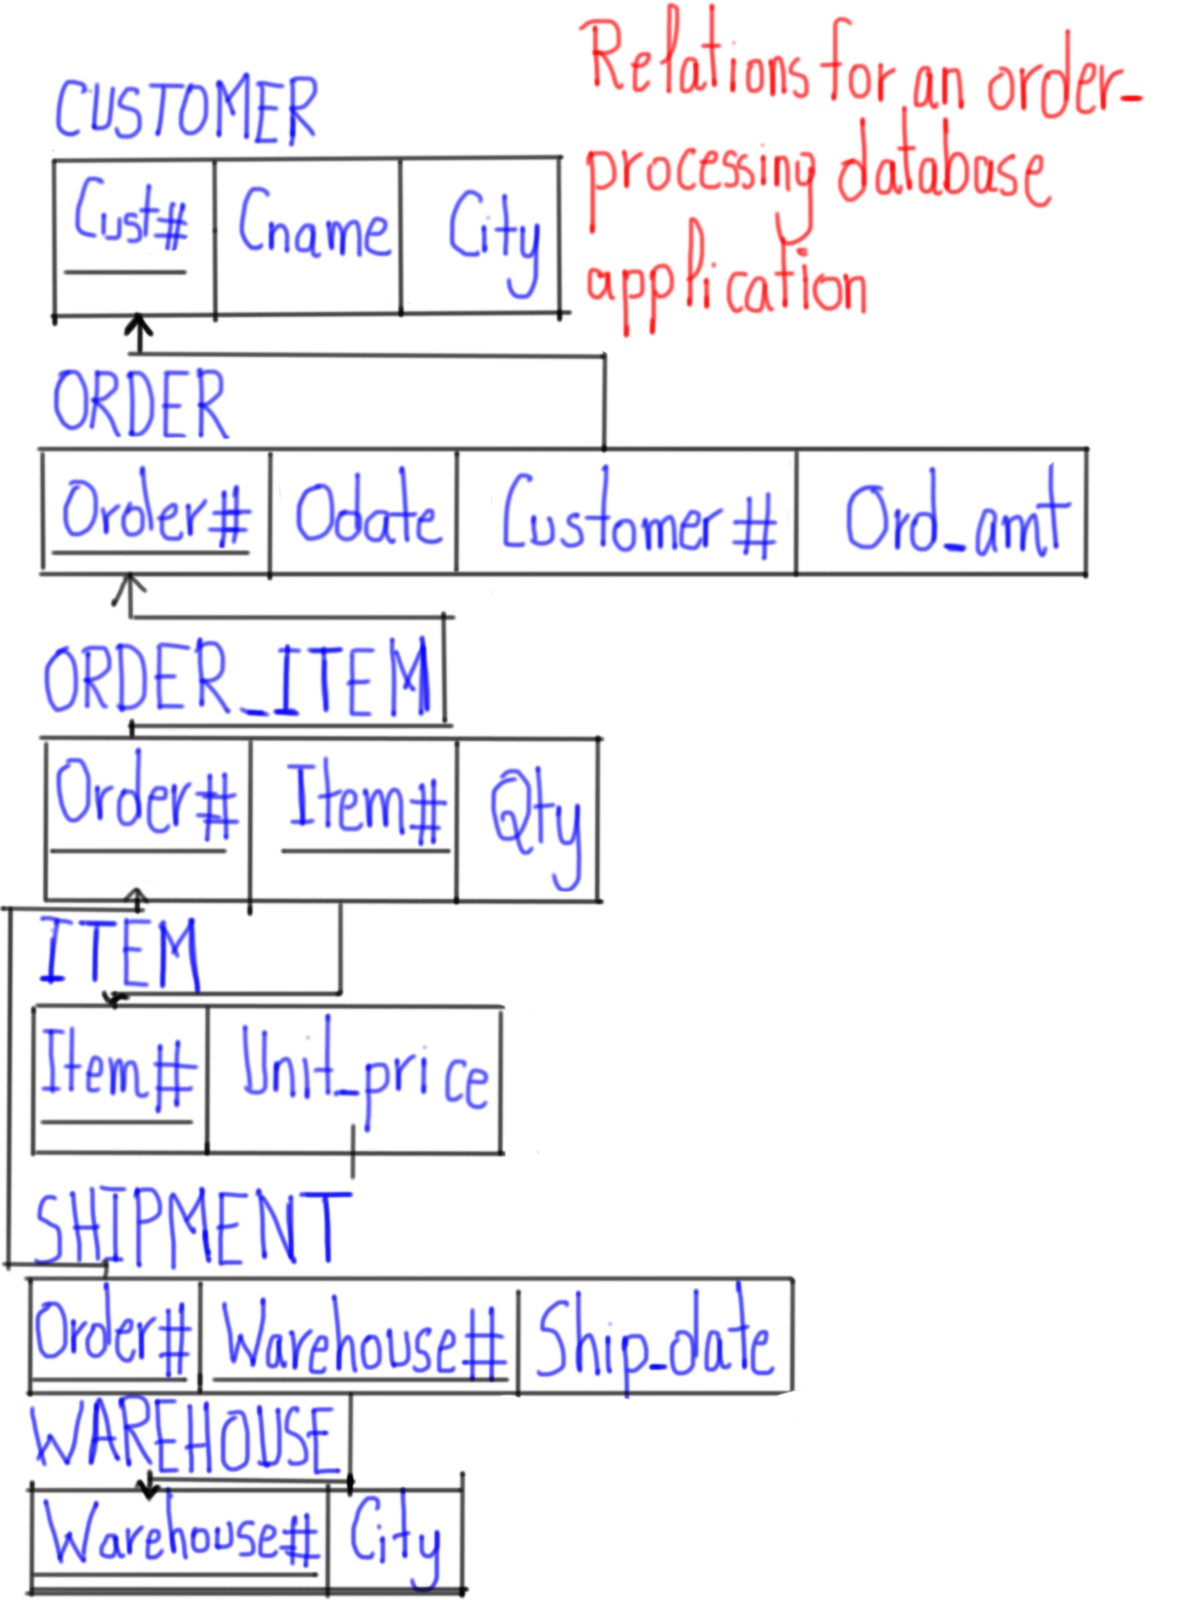 Relations for an order-
processing database
application
CUSTOMER
Cust# Cname City
ORDER
Order# Odate Customer# Ord_amt
ORDER_ITEM
Order# Item# Qty
ITEM
Item# Unit_price
SHIPMENT
Order# Warehouse# Ship_date
WAREHOUSE
Warehouse# City